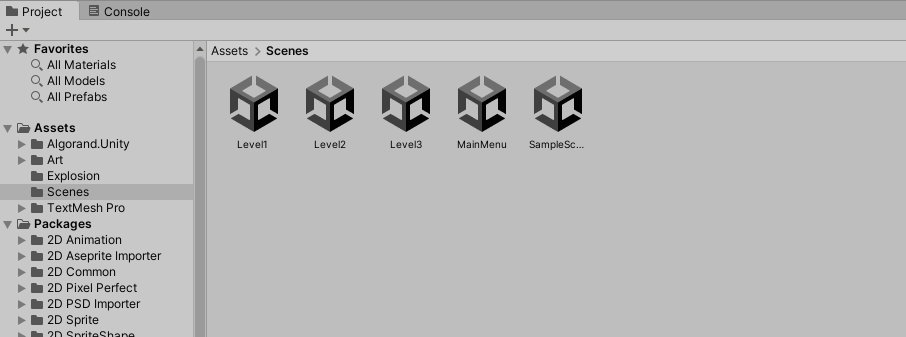 Project
Console
Favorites
All Materials
All Models
All Prefabs
Assets
Algorand.Unity
Art
Explosion
Scenes
TextMesh Pro
Packages
2D Animation
2D Aseprite Importer
2D Common
2D Pixel Perfect
2D PSD Importer
2D Sprite
2D SpriteShape
Assets > Scenes
Level1
Level2
Level3
MainMenu
SampleSc...